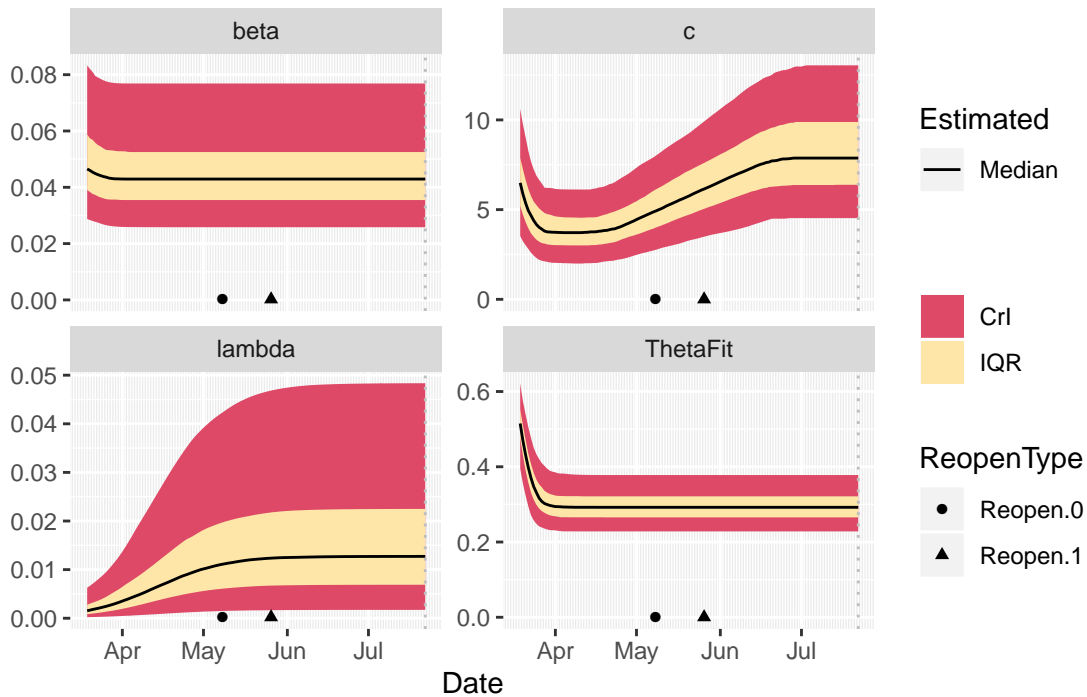 beta
c
0.08
0.06
0.04
0.02
0.00
10
5
0
lambda
ThetaFit
0.05
0.04
0.03
0.02
0.01
0.00
0.6
0.4
0.2
0.0
Apr May Jun Jul
Apr May Jun Jul
Date
Estimated
Median
CrI
IQR
ReopenType
Reopen.0
Reopen.1